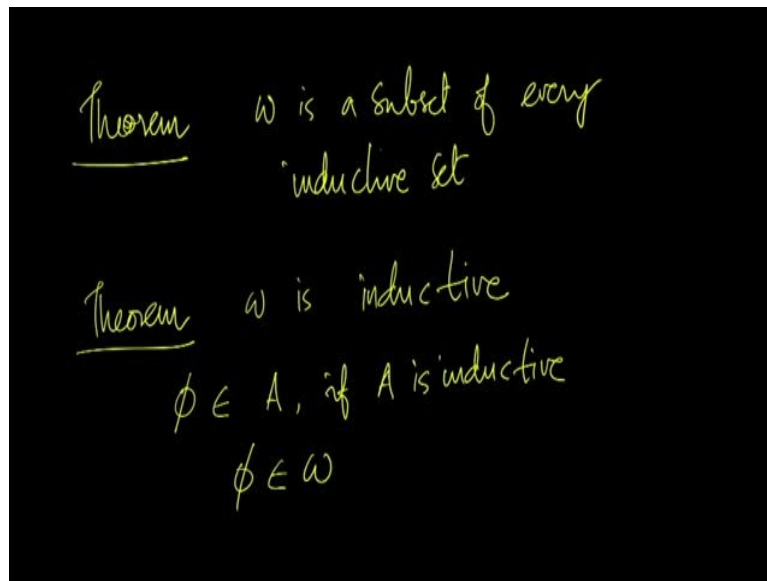 Theorem ω is a subset of every
inductive set
Theorem ω is inductive
ϕ ∈ A, if A is inductive
ϕ ∈ ω